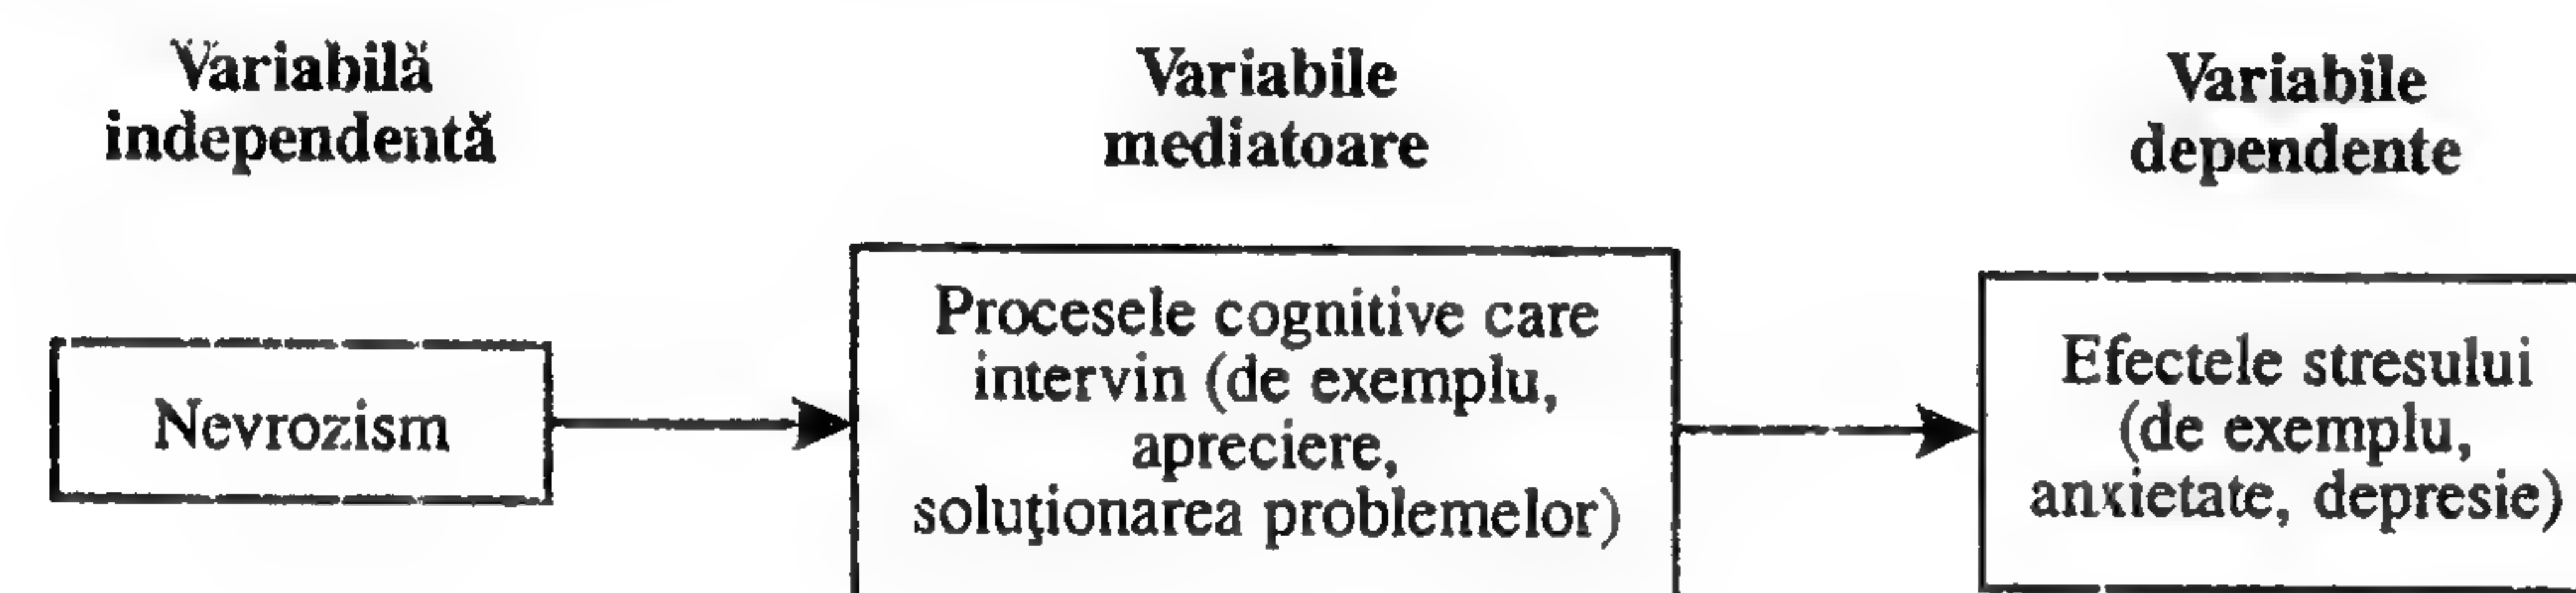 Variabilă
independentă
Variabile
mediatoare
Variabile
dependente
Nevrozism
Procesele cognitive care
intervin (de exemplu,
apreciere,
soluţionarea problemelor)
Efectele stresului
(de exemplu,
anxietate, depresie)